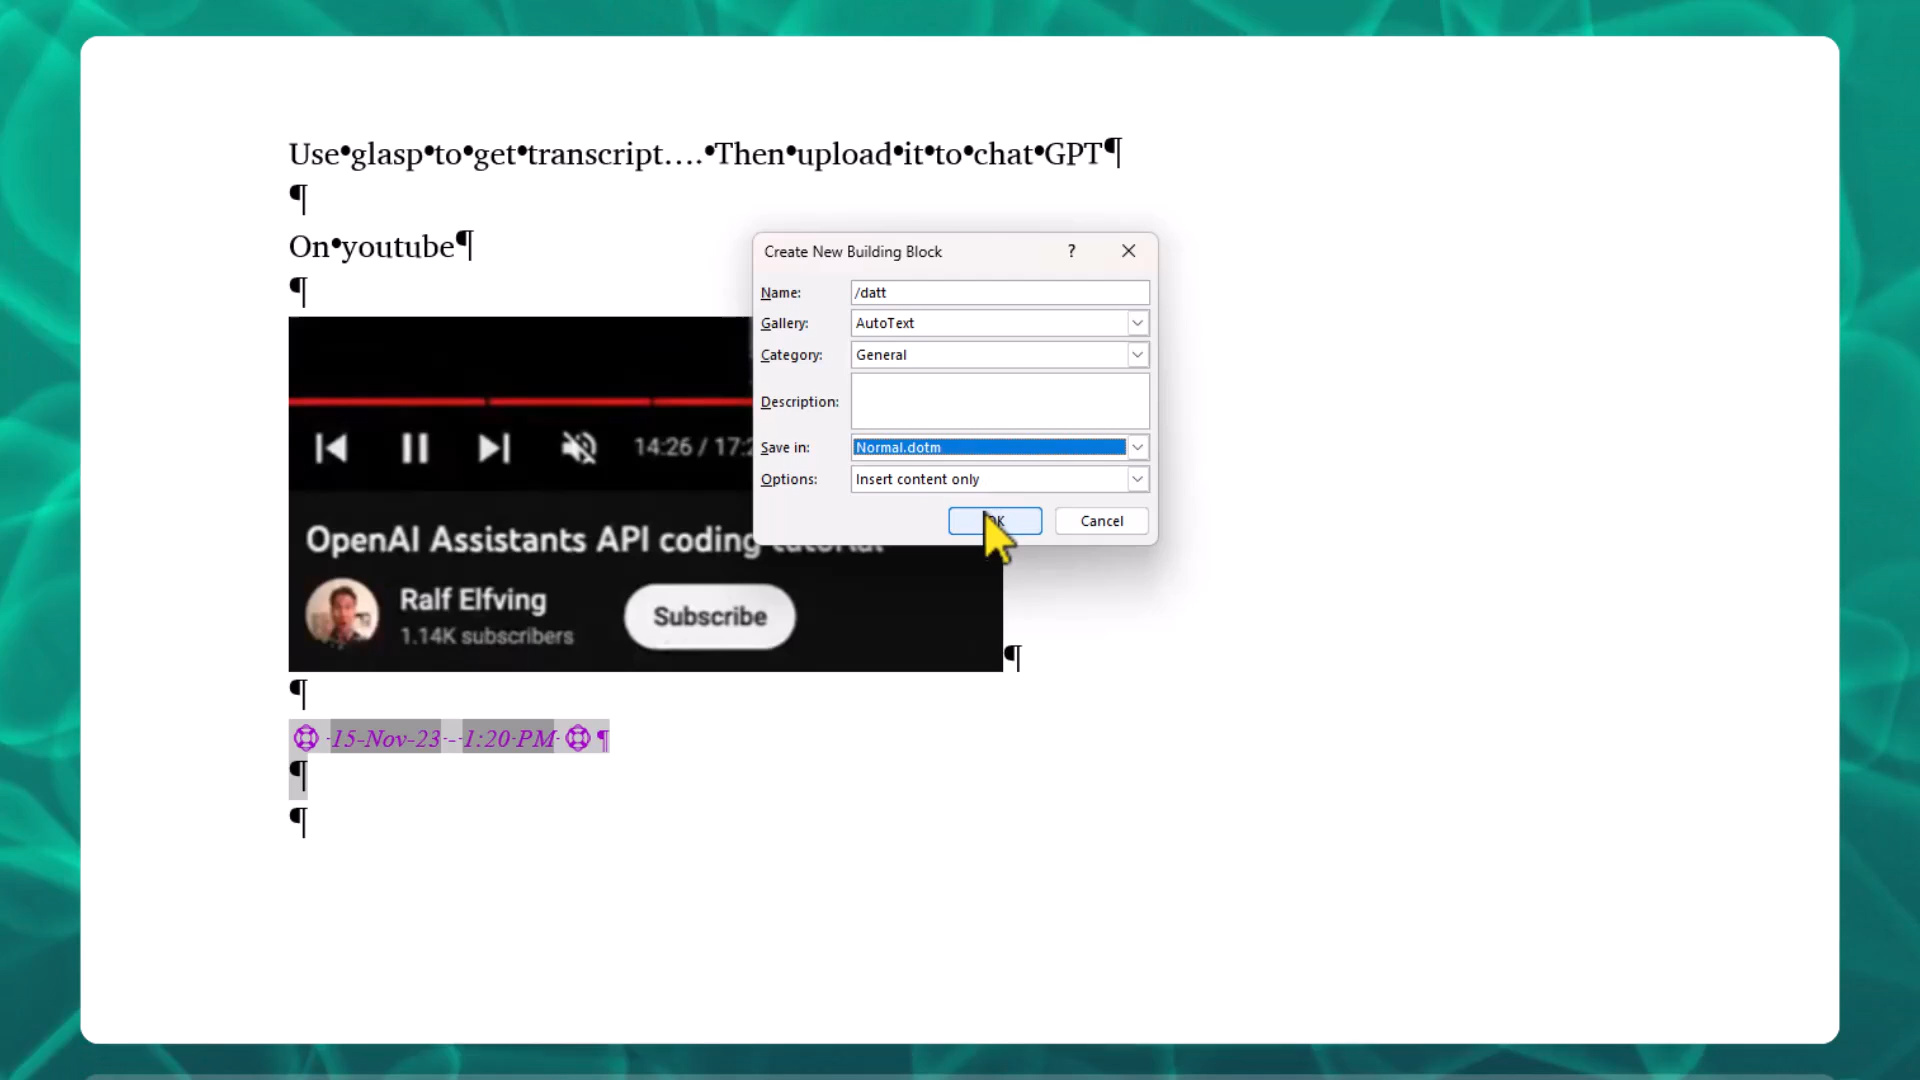 Use•glasp•to•get•transcript....•Then•upload•it•to•chat•GPT¶
¶
On•youtube¶
¶
Create New Building Block ?
Name: /datt
Gallery: AutoText
Category: General
Description:
Save in: Normal.dotm
Options: Insert content only
Cancel
14:26 / 17:2
OpenAI Assistants API coding tutorial
Ralf Elfving
1.14K subscribers
Subscribe
¶
¶
·15-Nov-23·-·1:20·PM· ¶
¶
¶